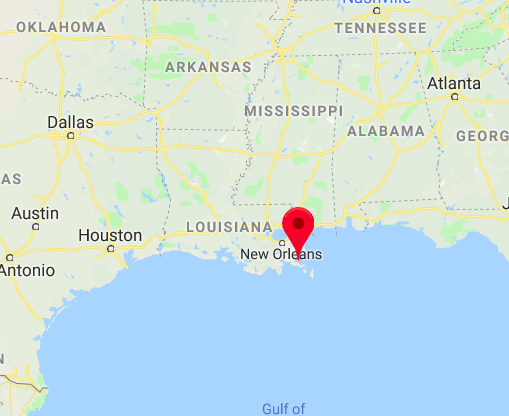 Nashville
OKLAHOMA
TENNESSEE
ARKANSAS
Atlanta
MISSISSIPPI
Dallas
ALABAMA
GEORG
AS
Austin
LOUISIANA
Houston
New Orleans
Antonio
N
Gulf of